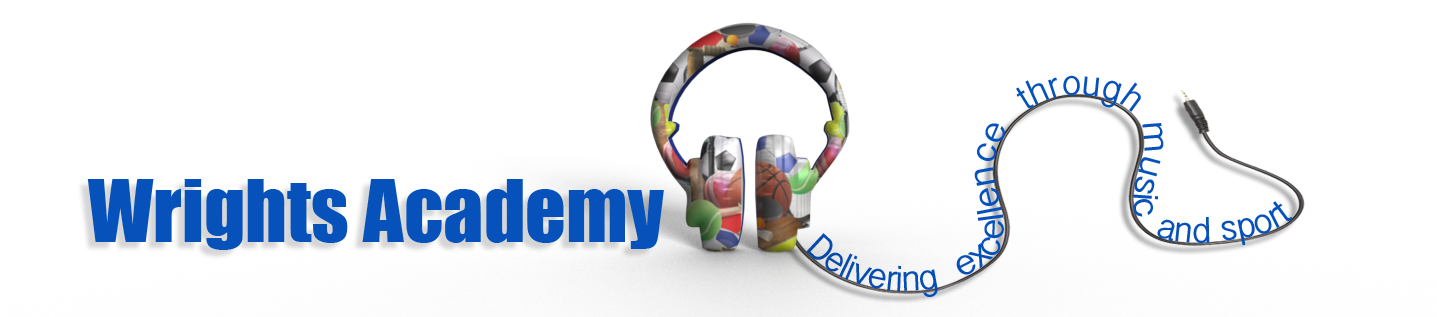 Wrights Academy
Delivering excellence through music and sport